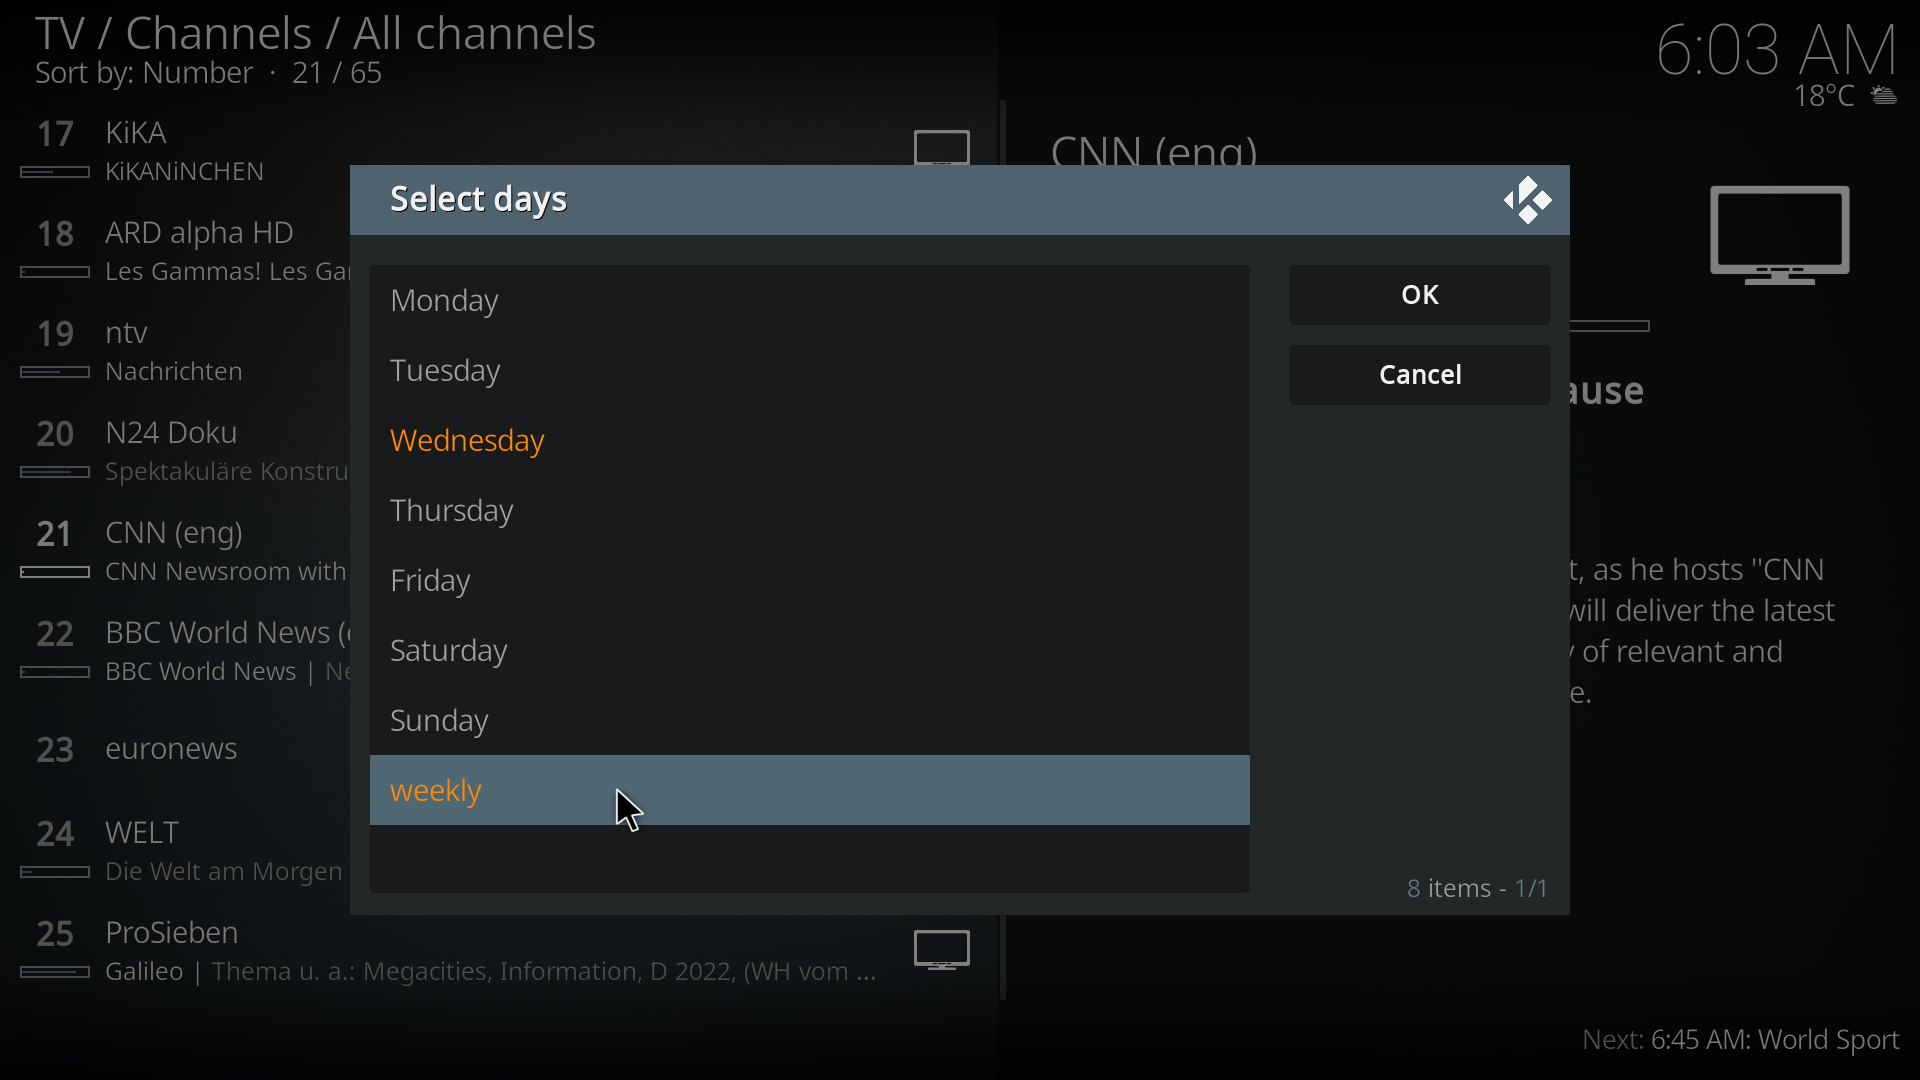 TV / Channels / All channels
Sort by: Number · 21 / 65
6:03 AM
18°C
17 KiKA
KiKANiNCHEN
18 ARD alpha HD
Les Gammas! Les
19 ntv
Nachrichten
20 N24 Doku
Spektakuläre
21 CNN (eng)
CNN Newsroom with
22 BBC World News
BBC World News |
23 euronews
24 WELT
Die Welt am Morgen
25 ProSieben
Galileo | Thema u. a.: Megacities, Information, D 2022, (WH vom ...
CNN (eng)
Select days
Monday
Tuesday
Wednesday
Thursday
Friday
Saturday
Sunday
weekly
OK
Cancel
8 items - 1/1
ause
t, as he hosts "CNN
will deliver the latest
of relevant and
e.
Next: 6:45 AM: World Sport